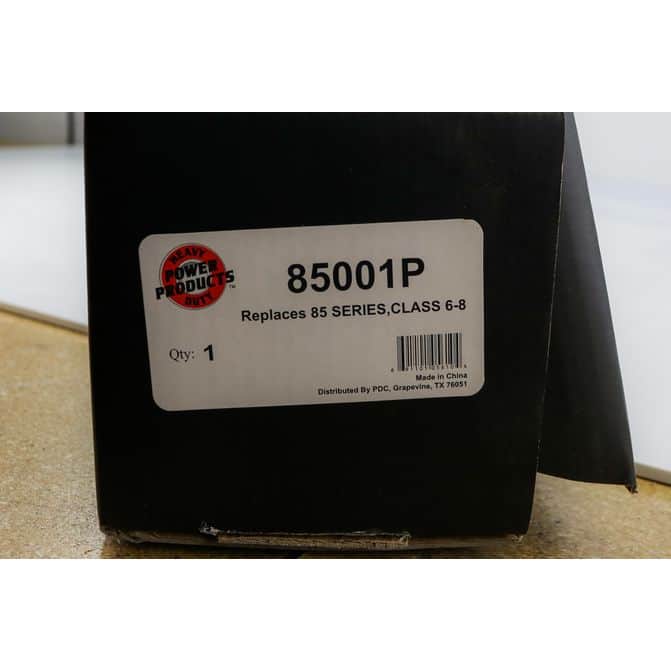 HEAVY
POWER
PRODUCTS™
DUTY
85001P
Replaces 85 SERIES,CLASS 6-8
Qty: 1
Made in China
Distributed By PDC, Grapevine, TX 76051